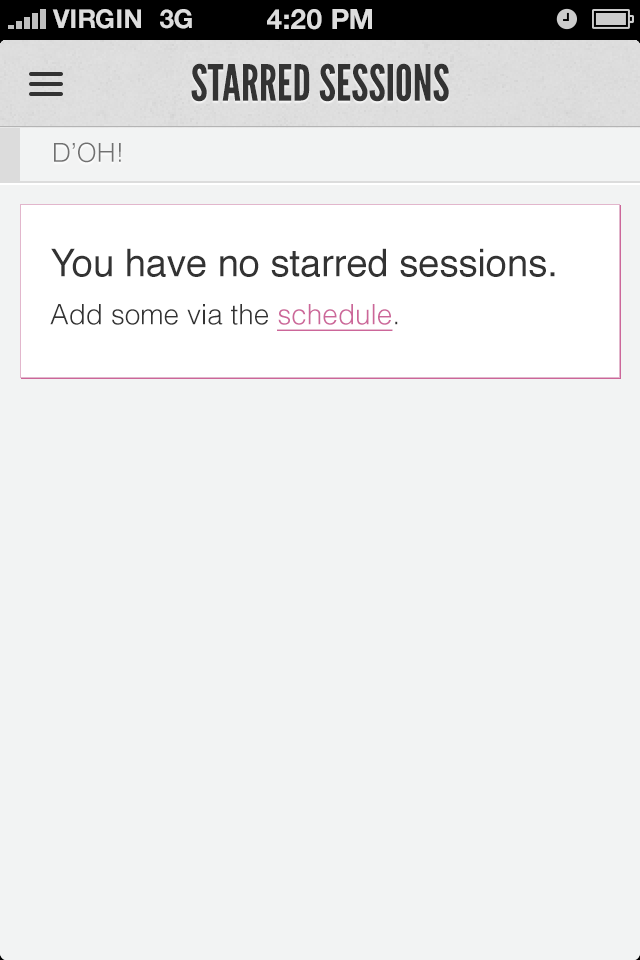 VIRGIN 3G 4:20 PM
STARRED SESSIONS
D’OH!
You have no starred sessions.
Add some via the schedule.